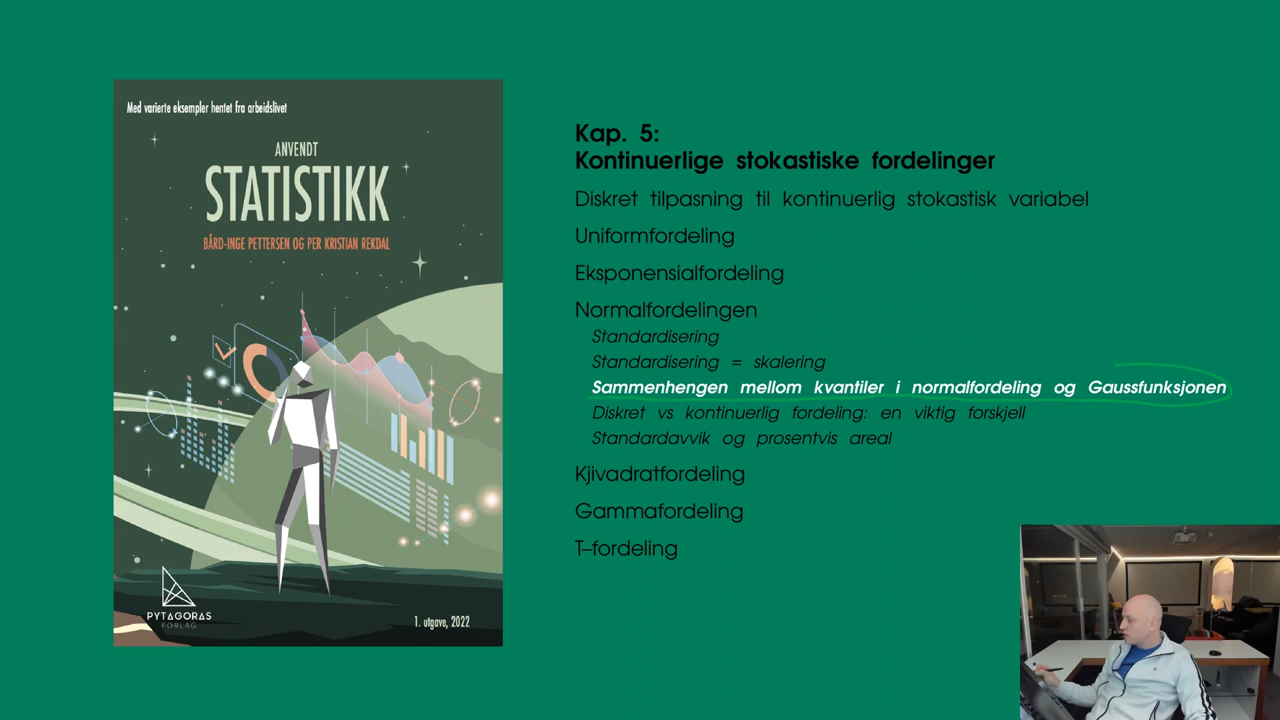 Med varierte eksempler hentet fra arbeidslivet
ANVENDT
STATISTIKK
BÅRD-INGE PETTERSEN OG PER KRISTIAN REKDAL
PYTAGORAS
FORLAG
1. utgave, 2022
Kap. 5:
Kontinuerlige stokastiske fordelinger
Diskret tilpasning til kontinuerlig stokastisk variabel
Uniformfordeling
Eksponensialfordeling
Normalfordelingen
Standardisering
Standardisering = skalering
Sammenhengen mellom kvantiler i normalfordeling og Gaussfunksjonen
Diskret vs kontinuerlig fordeling: en viktig forskjell
Standardavvik og prosentvis areal
Kjivadratfordeling
Gammafordeling
T–fordeling